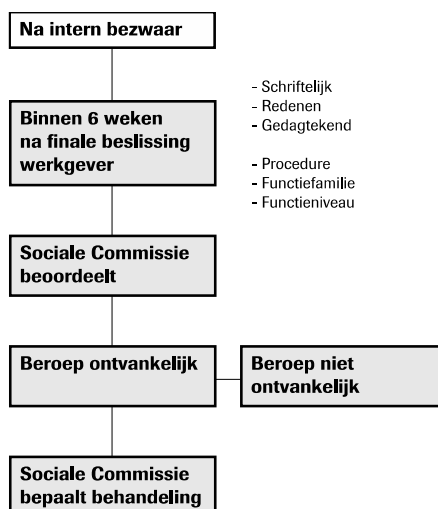 Na intern bezwaar
Binnen 6 weken
na finale beslissing
werkgever
- Schriftelijk
- Redenen
- Gedagtekend
- Procedure
- Functiefamilie
- Functieniveau
Sociale Commissie
beoordeelt
Beroep ontvankelijk
Beroep niet
ontvankelijk
Sociale Commissie
bepaalt behandeling